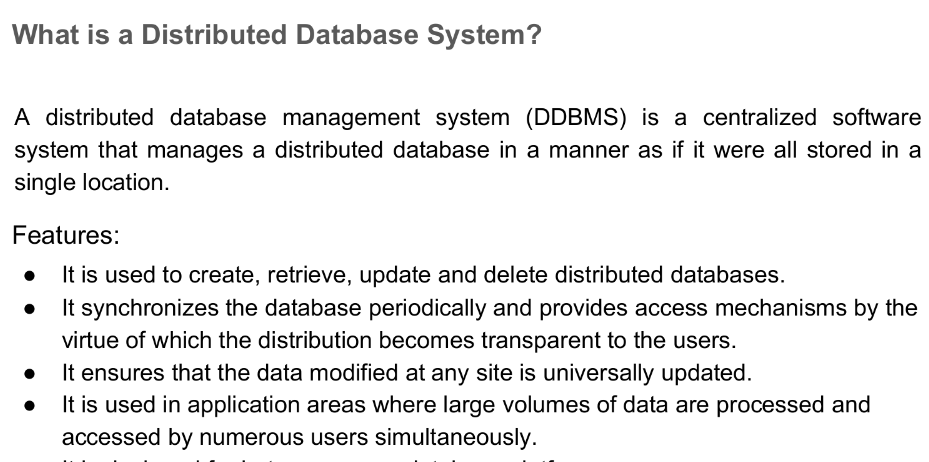 What is a Distributed Database System?
A distributed database management system (DDBMS) is a centralized software
system that manages a distributed database in a manner as if it were all stored in a
single location.
Features:
● It is used to create, retrieve, update and delete distributed databases.
● It synchronizes the database periodically and provides access mechanisms by the
virtue of which the distribution becomes transparent to the users.
● It ensures that the data modified at any site is universally updated.
● It is used in application areas where large volumes of data are processed and
accessed by numerous users simultaneously.